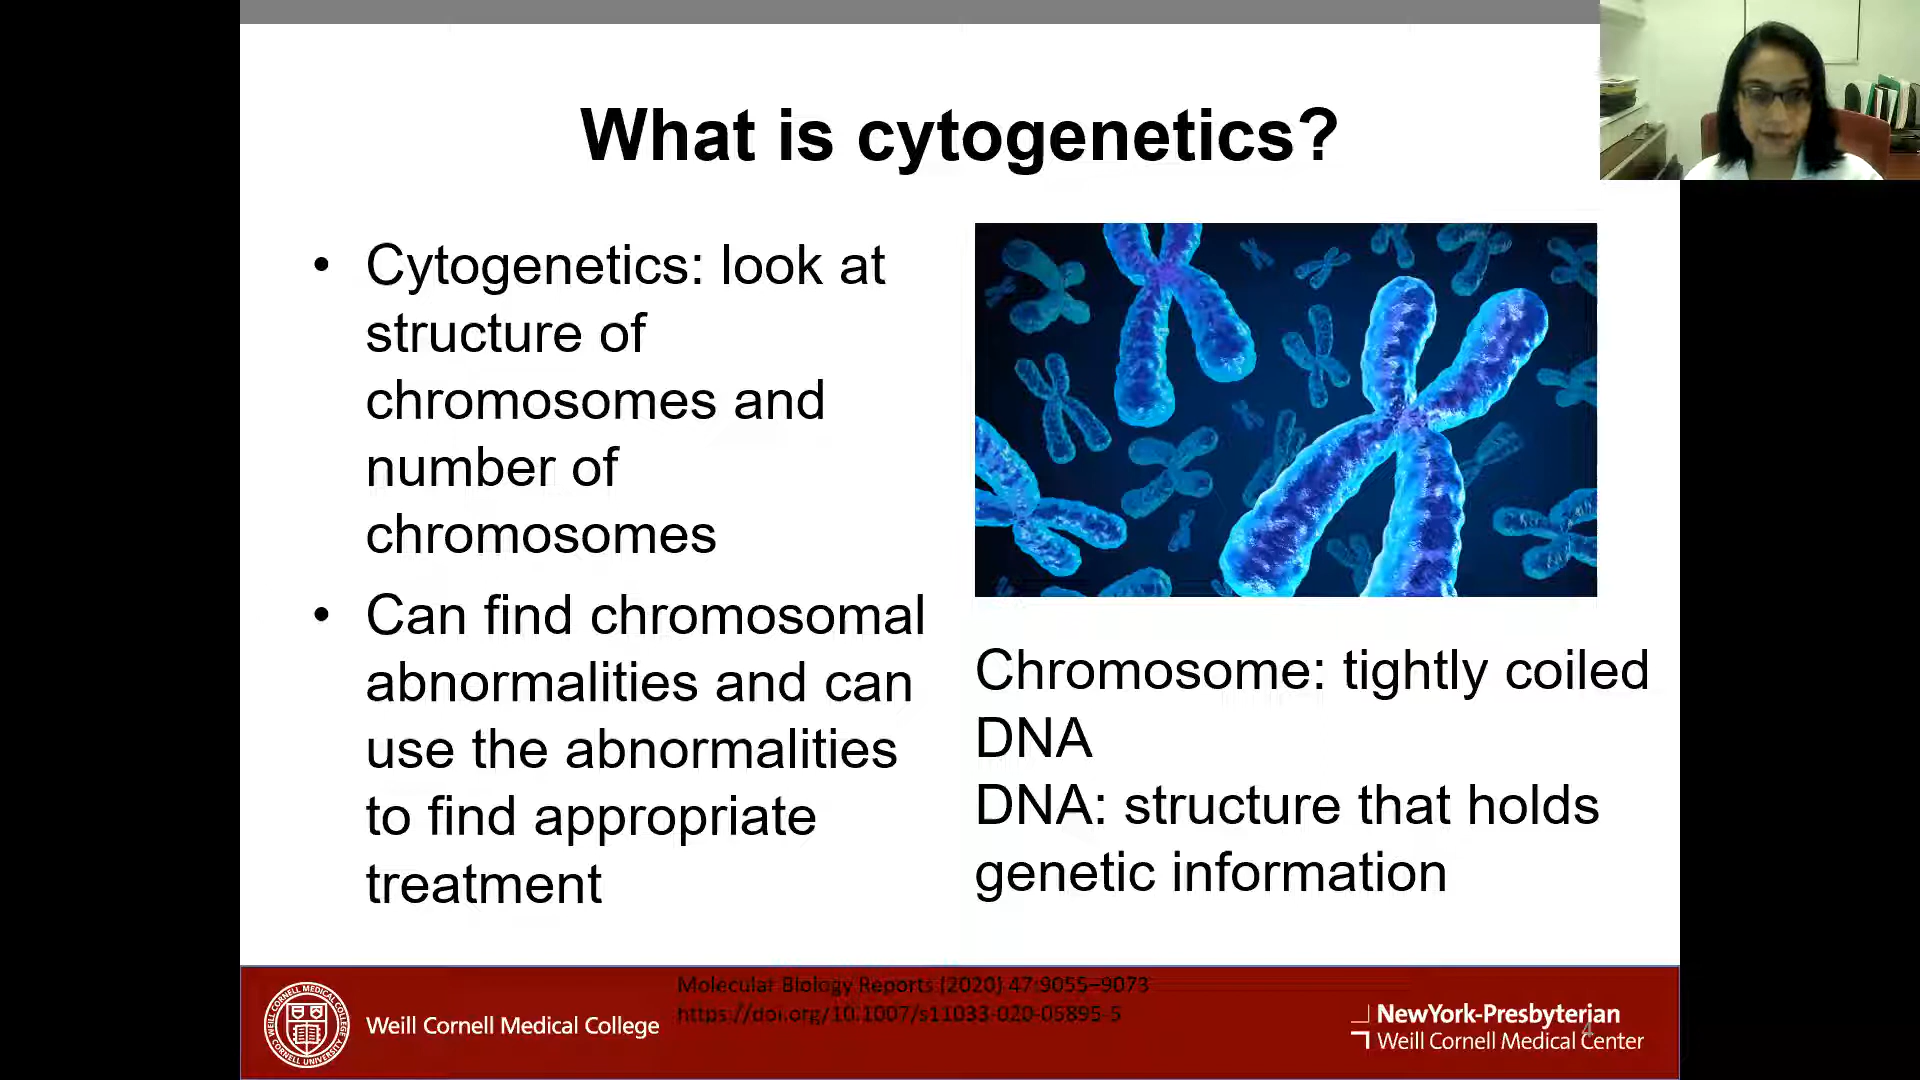 What is cytogenetics?
• Cytogenetics: look at
structure of
chromosomes and
number of
chromosomes
• Can find chromosomal
abnormalities and can
use the abnormalities
to find appropriate
treatment
Chromosome: tightly coiled
DNA
DNA: structure that holds
genetic information
Molecular Biology Reports (2020) 47:9055–9073
https://doi.org/10.1007/s11033-020-05895-5
Weill Cornell Medical College
NewYork-Presbyterian
Weill Cornell Medical Center
4